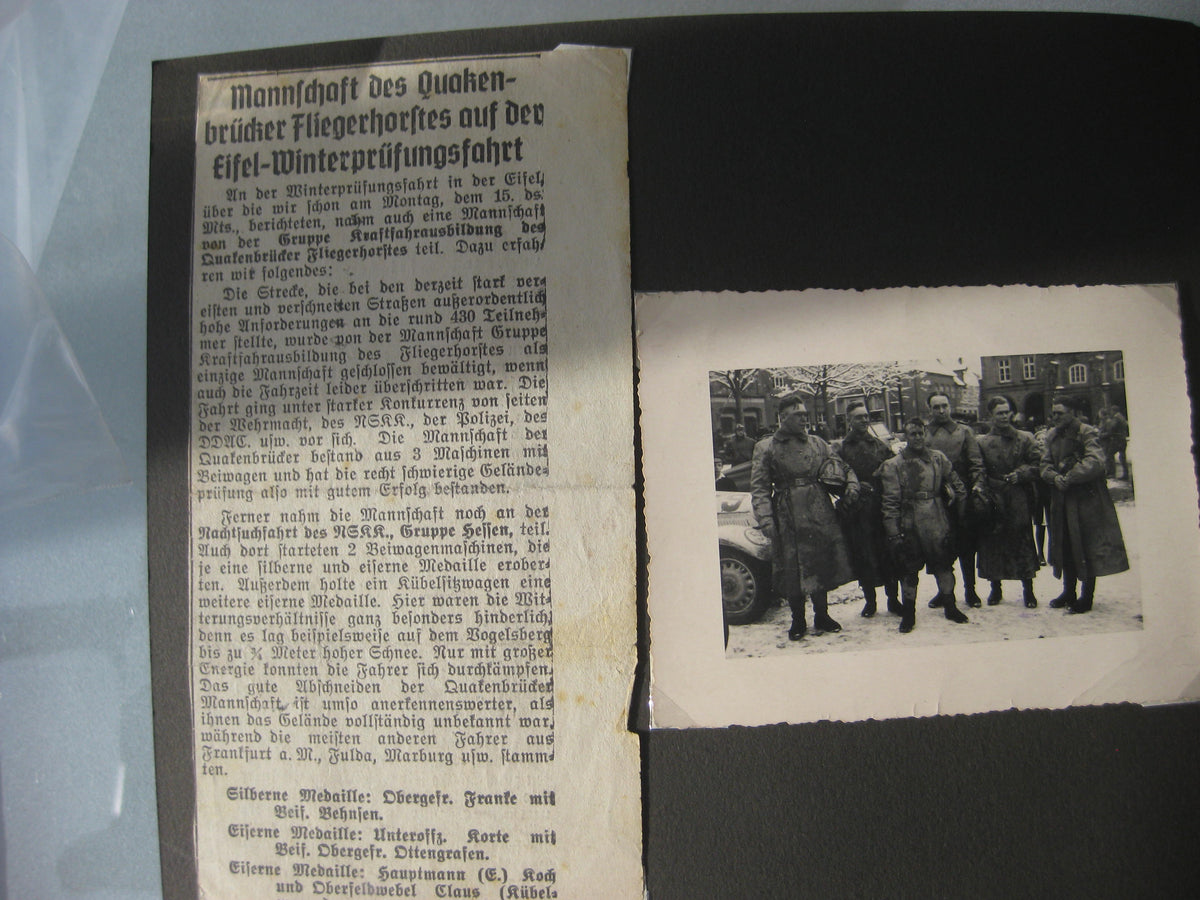 Mannschaft des Quaken-
brücker Fliegerhorstes auf der
Eifel-Winterprüfungsfahrt
An der Winterprüfungsfahrt in der Eifel,
über die wir schon am Montag, dem 15. ds.
Mts., berichteten, nahm auch eine Mannschaft
von der Gruppe Kraftfahrausbildung des
Quakenbrücker Fliegerhorstes teil. Dazu erfah-
ren wir folgendes:
Die Strecke, die bei den derzeit stark ver-
eisten und verschneiten Straßen außerordentlich
hohe Anforderungen an die rund 430 Teilneh-
mer stellte, wurde von der Mannschaft Gruppe
Kraftfahrausbildung des Fliegerhorstes als
einzige Mannschaft geschlossen bewältigt, wenn
auch die Fahrzeit leider überschritten war. Die
Fahrt ging unter starker Konkurrenz von seiten
der Wehrmacht, des NSKK., der Polizei, des
DDAC. usw. vor sich. Die Mannschaft der
Quakenbrücker bestand aus 3 Maschinen mit
Beiwagen und hat die recht schwierige Gelände-
prüfung also mit gutem Erfolg bestanden.
Ferner nahm die Mannschaft noch an der
Nachtsuchfahrt des NSKK., Gruppe Hessen, teil.
Auch dort starteten 2 Beiwagenmaschinen, die
je eine silberne und eiserne Medaille erober-
ten. Außerdem holte ein Kübelsitzwagen eine
weitere eiserne Medaille. Hier waren die Wit-
terungsverhältnisse ganz besonders hinderlich,
denn es lag beispielsweise auf dem Vogelsberg
bis zu ¾ Meter hoher Schnee. Nur mit großer
Energie konnten die Fahrer sich durchkämpfen.
Das gute Abschneiden der Quakenbrücker
Mannschaft ist umso anerkennenswerter, als
ihnen das Gelände vollständig unbekannt war,
während die meisten anderen Fahrer aus
Frankfurt a. M., Fulda, Marburg usw. stamm-
ten.
Silberne Medaille: Obergefr. Franke mit
Beif. Behnsen.
Eiserne Medaille: Unteroffz. Korte mit
Beif. Obergefr. Ottengrafen.
Eiserne Medaille: Hauptmann (E.) Koch
und Oberfeldwebel Claus (Kübel-